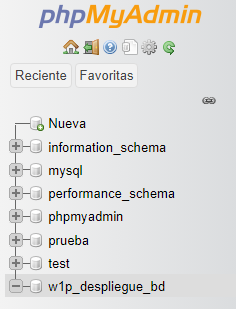 phpMyAdmin
Reciente Favoritas
Nueva
information_schema
mysql
performance_schema
phpmyadmin
prueba
test
w1p_despliegue_bd